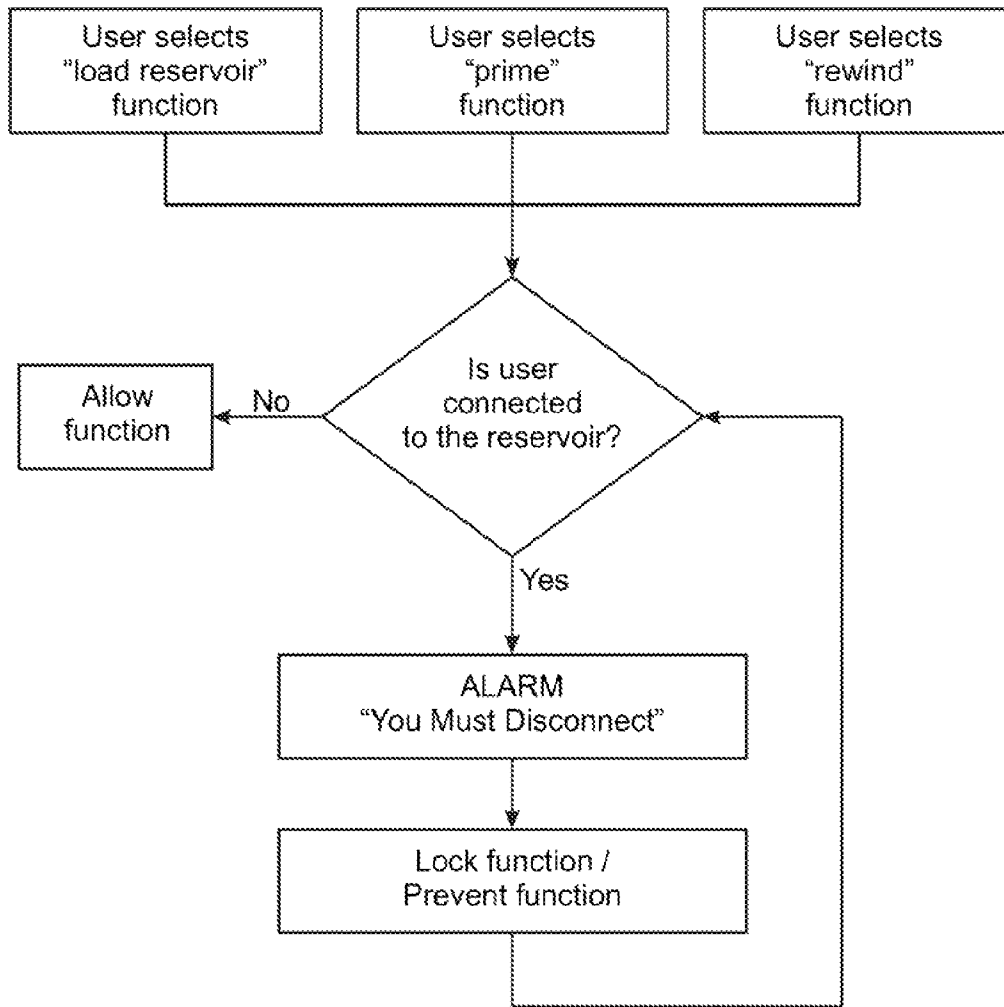 User selects
“load reservoir”
function
User selects
“prime”
function
User selects
“rewind”
function
Is user
connected
to the reservoir?
No
Allow
function
Yes
ALARM
“You Must Disconnect”
Lock function /
Prevent function